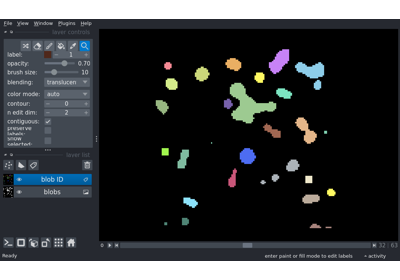 File View Window Plugins Help
layer controls
label: 1
opacity: 0.70
brush size: 10
blending: translucen
color mode: auto
contour: 0
n edit dim: 2
contiguous:
preserve
labels:
show
selected:
layer list
blob ID
blobs
0 32 63
Ready
enter paint or fill mode to edit labels
activity